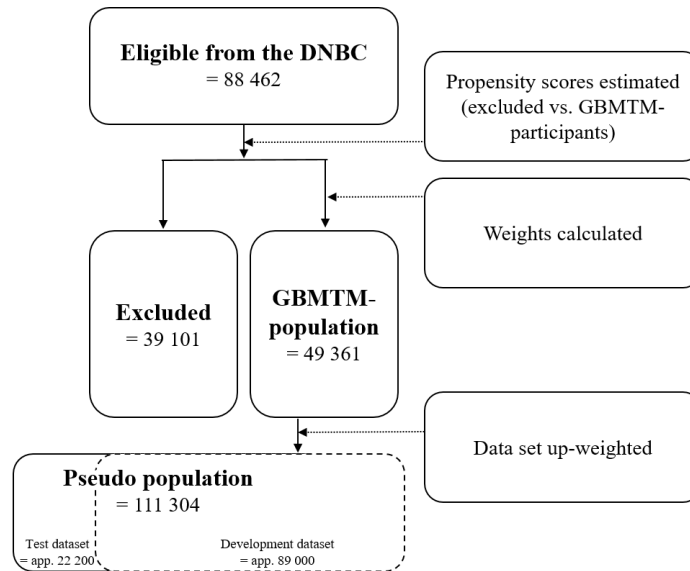 Eligible from the DNBC
= 88 462
Propensity scores estimated
(excluded vs. GBMTM-
participants)
Weights calculated
Excluded
= 39 101
GBMTM-
population
= 49 361
Data set up-weighted
Pseudo population
= 111 304
Test dataset
= app. 22 200
Development dataset
= app. 89 000